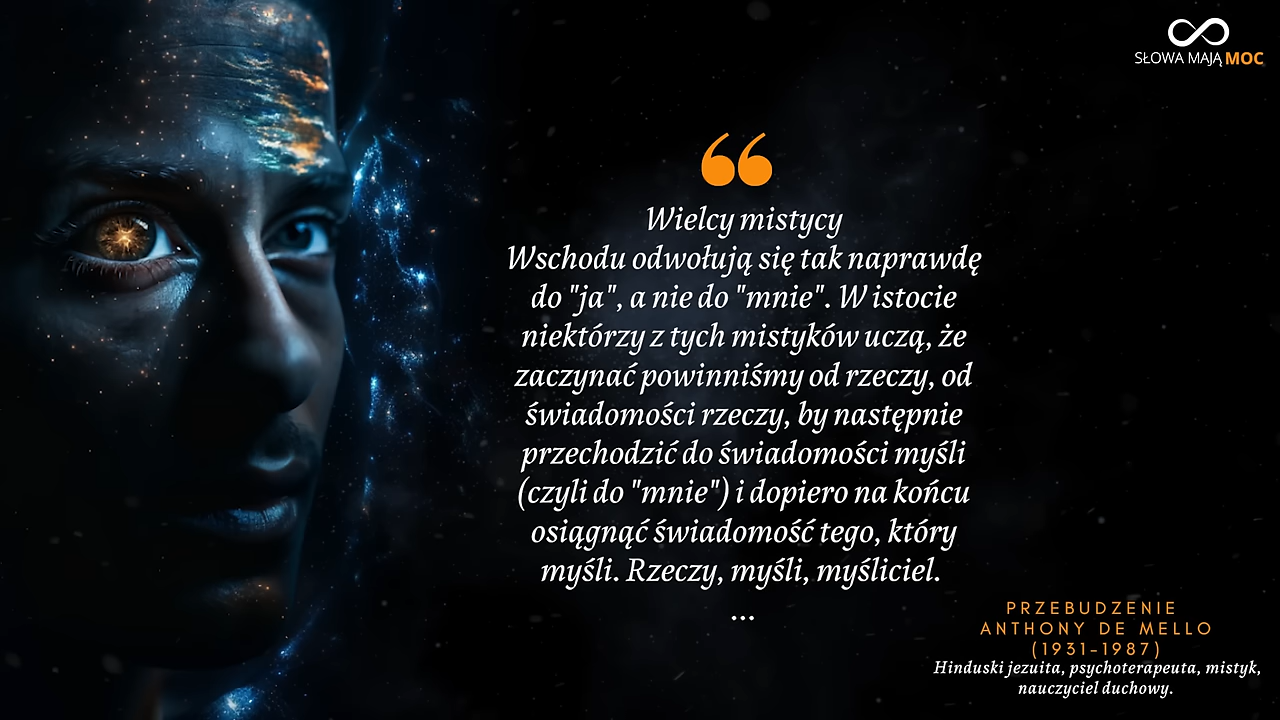 SŁOWA MAJĄ MOC
Wielcy mistycy
Wschodu odwołują się tak naprawdę
do "ja", a nie do "mnie". W istocie
niektórzy z tych mistyków uczą, że
zaczynać powinniśmy od rzeczy, od
świadomości rzeczy, by następnie
przechodzić do świadomości myśli
(czyli do "mnie") i dopiero na końcu
osiągnąć świadomość tego, który
myśli. Rzeczy, myśli, myśliciel.
...
PRZEBUDZENIE
ANTHONY DE MELLO
(1931-1987)
Hinduski jezuita, psychoterapeuta, mistyk,
nauczyciel duchowy.